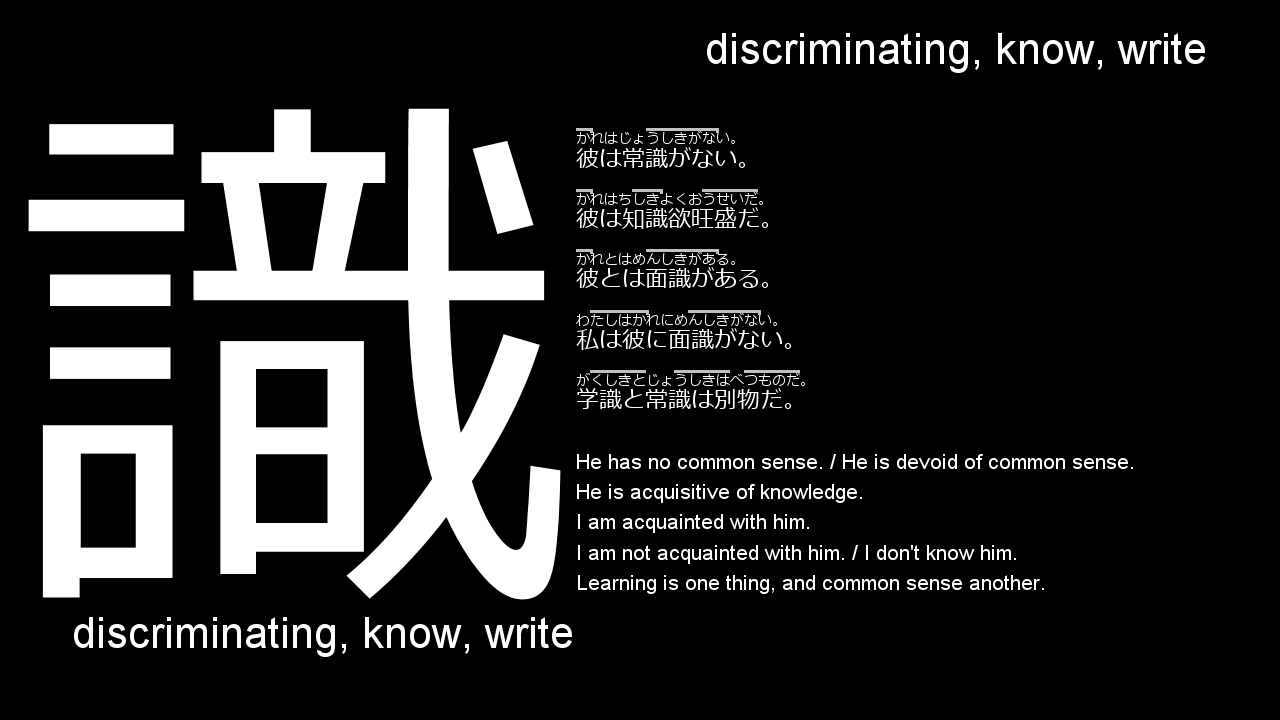 discriminating, know, write
識
かれはじょうしきがない。
彼は常識がない。
かれはちしきよくおうせいだ。
彼は知識欲旺盛だ。
かれとはめんしきがある。
彼とは面識がある。
わたしはかれにめんしきがない。
私は彼に面識がない。
がくしきとじょうしきはべつものだ。
学識と常識は別物だ。
He has no common sense. / He is devoid of common sense.
He is acquisitive of knowledge.
I am acquainted with him.
I am not acquainted with him. / I don't know him.
Learning is one thing, and common sense another.
discriminating, know, write